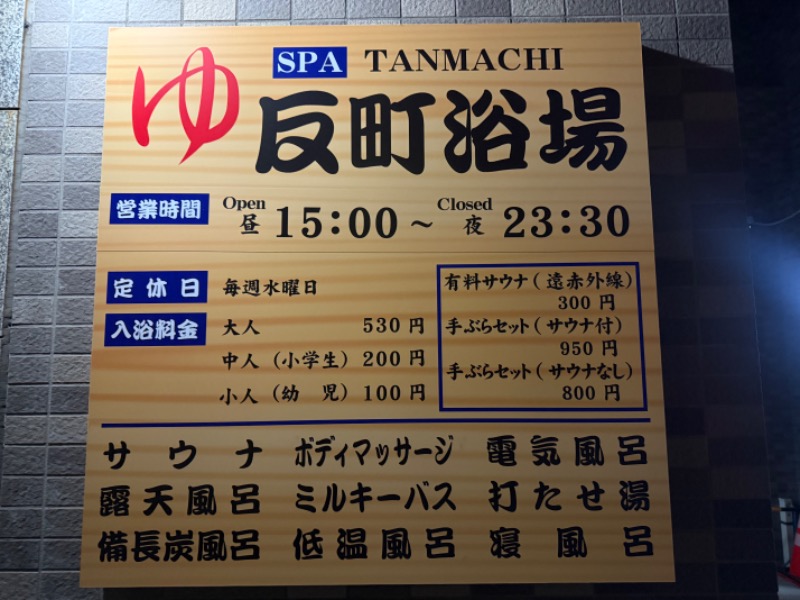 ゆ SPA TANMACHI
反町浴場
営業時間 Open 昼 15:00 ～ Closed 夜 23:30
定休日 毎週水曜日
入浴料金 大人 530円
中人（小学生）200円
小人（幼 児）100円
有料サウナ（遠赤外線）
300円
手ぶらセット（サウナ付）
950円
手ぶらセット（サウナなし）
800円
サウナ ボディマッサージ 電気風呂
露天風呂 ミルキーバス 打たせ湯
備長炭風呂 低温風呂 寝風呂